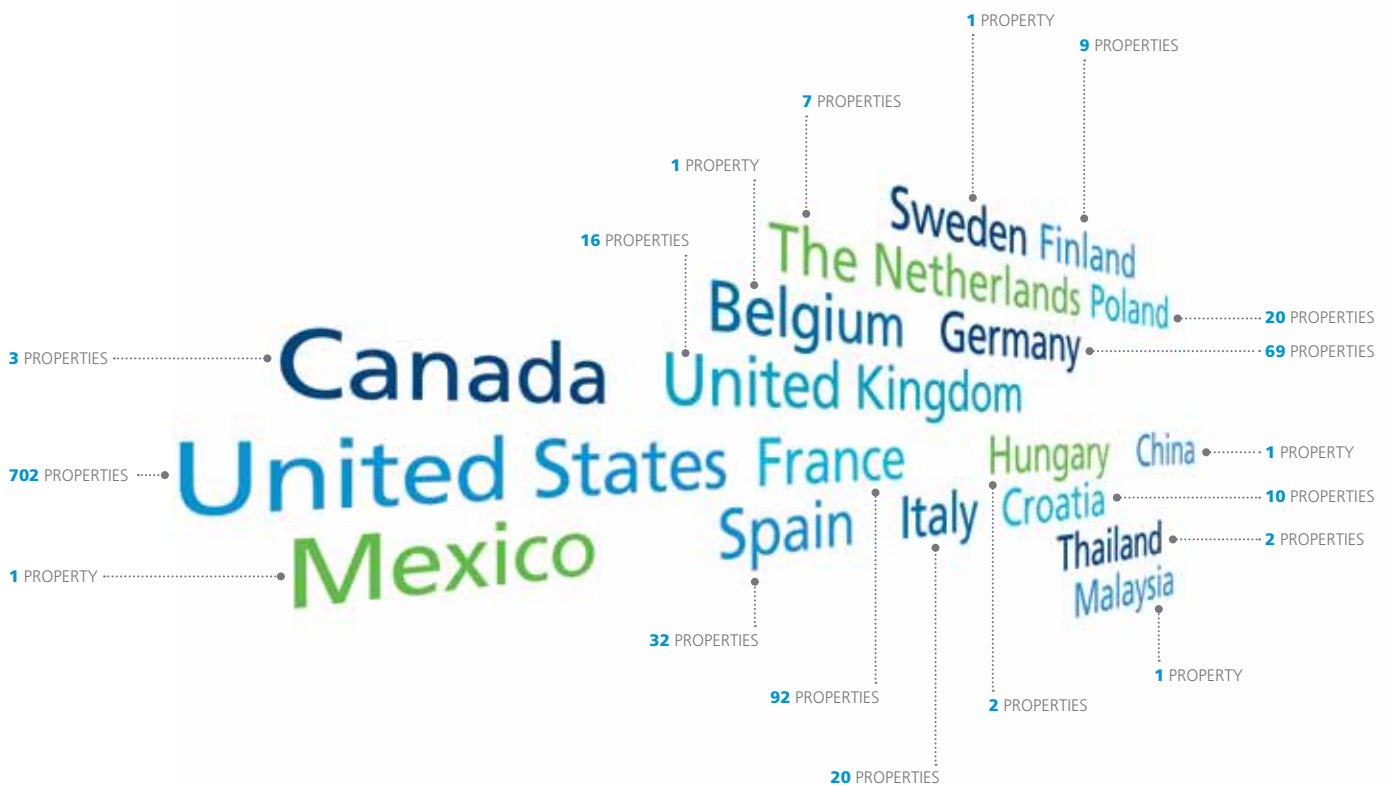 1 PROPERTY
9 PROPERTIES
7 PROPERTIES
1 PROPERTY
Sweden Finland
16 PROPERTIES
The Netherlands Poland
20 PROPERTIES
Belgium Germany
69 PROPERTIES
3 PROPERTIES
Canada
United Kingdom
702 PROPERTIES
United States France
Hungary China
1 PROPERTY
Spain Italy Croatia
10 PROPERTIES
Thailand
2 PROPERTIES
1 PROPERTY
Mexico
Malaysia
32 PROPERTIES
1 PROPERTY
92 PROPERTIES
2 PROPERTIES
20 PROPERTIES